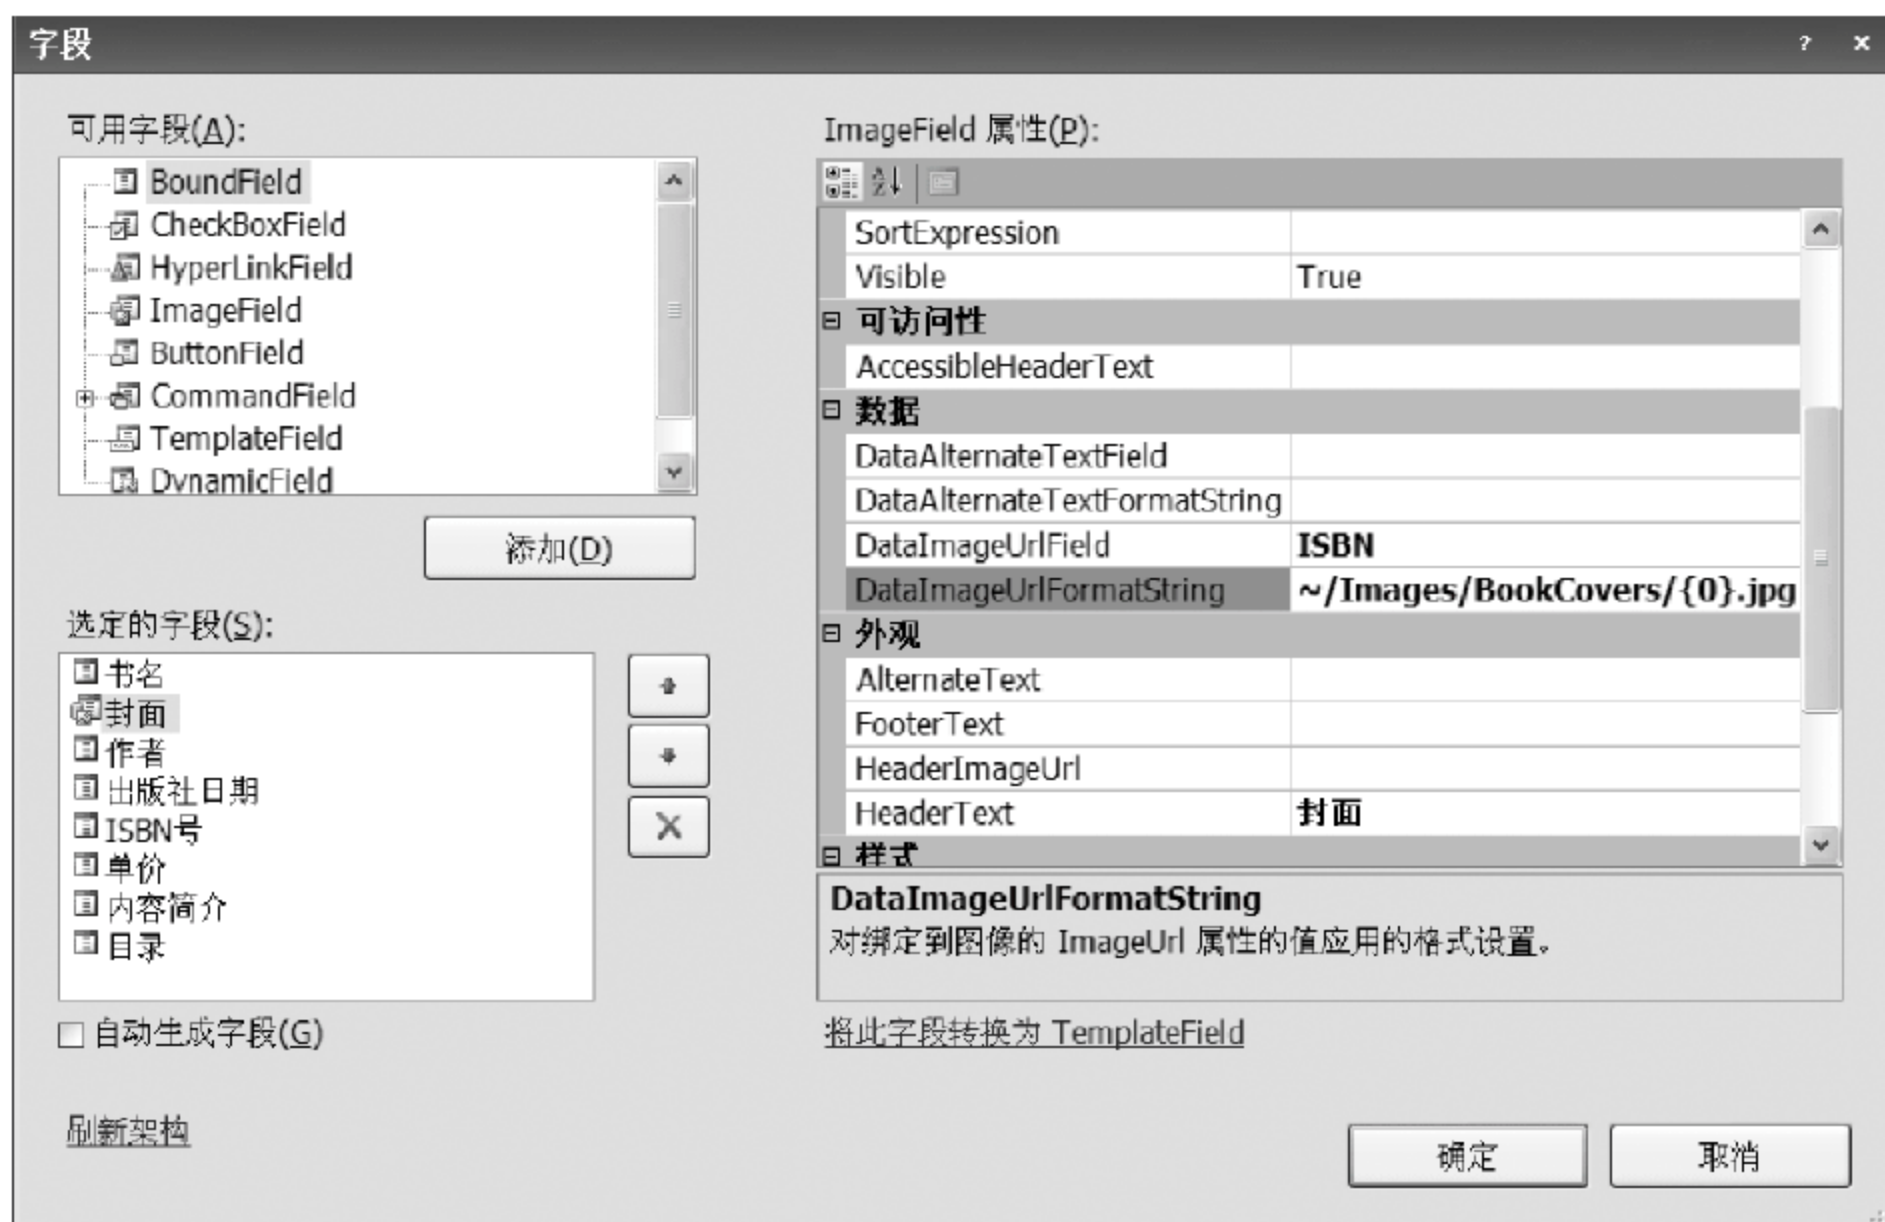 字段
可用字段(A):
BoundField
CheckBoxField
HyperLinkField
ImageField
ButtonField
CommandField
TemplateField
DynamicField
添加(D)
选定的字段(S):
书名
封面
作者
出版社日期
ISBN号
单价
内容简介
目录
自动生成字段(G)
刷新架构
ImageField 属性(P):
SortExpression
Visible True
可访问性
AccessibleHeaderText
数据
DataAlternateTextField
DataAlternateTextFormatString
DataImageUrlField ISBN
DataImageUrlFormatString ~/Images/BookCovers/{0}.jpg
外观
AlternateText
FooterText
HeaderImageUrl
HeaderText 封面
样式
DataImageUrlFormatString
对绑定到图像的 ImageUrl 属性的值应用的格式设置。
将此字段转换为 TemplateField
确定 取消